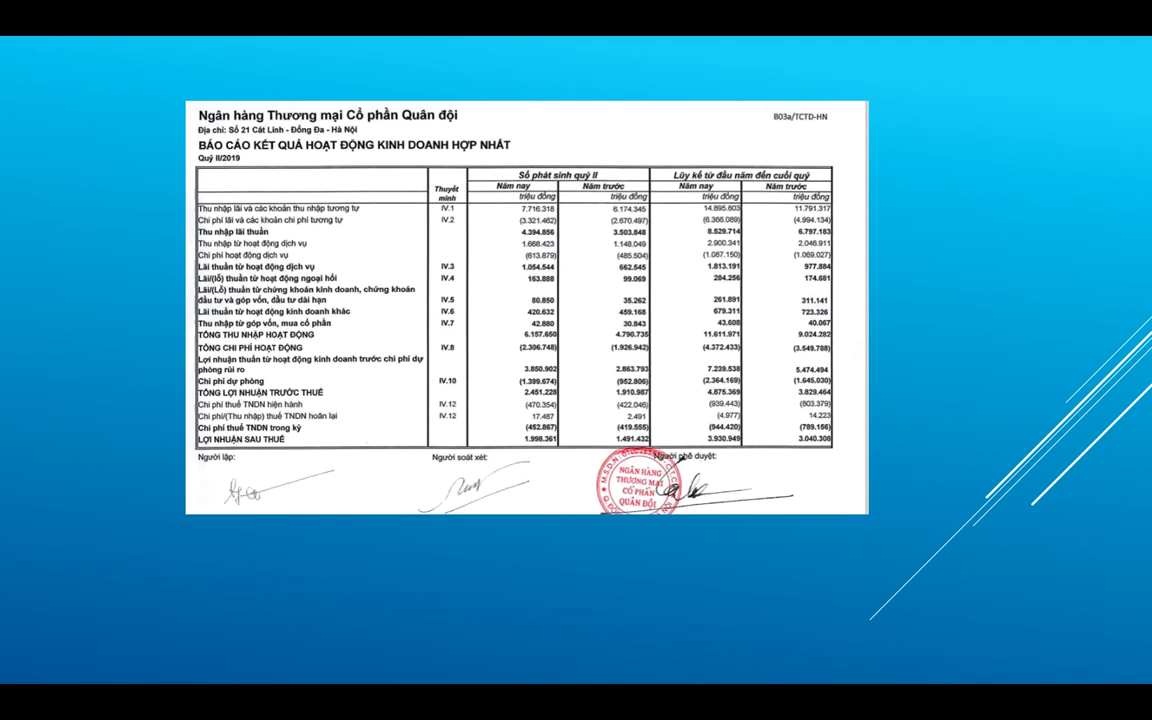 Ngân hàng Thương mại Cổ phần Quân đội
B03a/TCTD-HN
Địa chỉ: Số 21 Cát Linh - Đống Đa - Hà Nội
BÁO CÁO KẾT QUẢ HOẠT ĐỘNG KINH DOANH HỢP NHẤT
Quý II/2019
Số phát sinh quý II Lũy kế từ đầu năm đến cuối quý
Thuyết minh Năm nay Năm trước Năm nay Năm trước
triệu đồng triệu đồng triệu đồng triệu đồng
Thu nhập lãi và các khoản thu nhập tương tự IV.1 7.716.318 6.174.345 14.895.803 11.791.317
Chi phí lãi và các khoản chi phí tương tự IV.2 (3.321.462) (2.670.497) (6.366.089) (4.994.134)
Thu nhập lãi thuần 4.394.856 3.503.848 8.529.714 6.797.183
Thu nhập từ hoạt động dịch vụ 1.668.423 1.148.049 2.900.341 2.046.911
Chi phí hoạt động dịch vụ (613.879) (485.504) (1.087.150) (1.069.027)
Lãi thuần từ hoạt động dịch vụ IV.3 1.054.544 662.545 1.813.191 977.884
Lãi/(lỗ) thuần từ hoạt động ngoại hối IV.4 163.888 99.069 284.256 174.681
Lãi/(Lỗ) thuần từ chứng khoán kinh doanh, chứng khoán
đầu tư và góp vốn, đầu tư dài hạn IV.5 80.850 35.262 261.891 311.141
Lãi thuần từ hoạt động kinh doanh khác IV.6 420.632 459.168 679.311 723.326
Thu nhập từ góp vốn, mua cổ phần IV.7 42.880 30.843 43.608 40.067
TỔNG THU NHẬP HOẠT ĐỘNG 6.157.650 4.790.735 11.611.971 9.024.282
TỔNG CHI PHÍ HOẠT ĐỘNG IV.8 (2.306.748) (1.926.942) (4.372.433) (3.549.788)
Lợi nhuận thuần từ hoạt động kinh doanh trước chi phí dự
phòng rủi ro 3.850.902 2.863.793 7.239.538 5.474.494
Chi phí dự phòng IV.10 (1.399.674) (952.806) (2.364.169) (1.645.030)
TỔNG LỢI NHUẬN TRƯỚC THUẾ 2.451.228 1.910.987 4.875.369 3.829.464
Chi phí thuế TNDN hiện hành IV.12 (470.354) (422.046) (939.443) (803.379)
Chi phí/(Thu nhập) thuế TNDN hoãn lại IV.12 17.487 2.491 (4.977) 14.223
Chi phí thuế TNDN trong kỳ (452.867) (419.555) (944.420) (789.156)
LỢI NHUẬN SAU THUẾ 1.998.361 1.491.432 3.930.949 3.040.308
Người lập: Người soát xét: Người phê duyệt:
NGÂN HÀNG
THƯƠNG MẠI
CỔ PHẦN
QUÂN ĐỘI